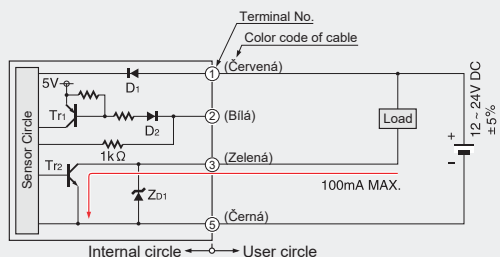 Terminal No.
Color code of cable
1 (Červená)
D1
5V
Tr1
D2
2 (Bílá)
Load
12 ~ 24V DC
±5%
+
-
Sensor Circle
1kΩ
Tr2
3 (Zelená)
100mA MAX.
ZD1
5 (Černá)
Internal circle
User circle